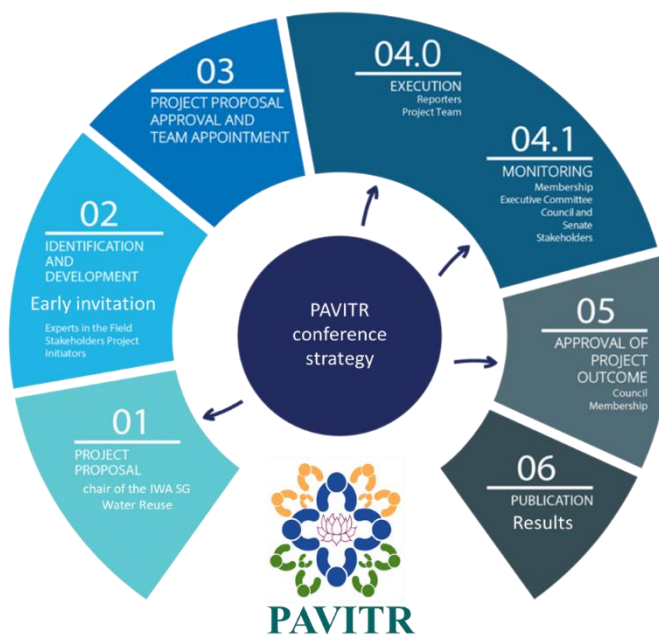 01
PROJECT
PROPOSAL
chair of the IWA SG
Water Reuse
02
IDENTIFICATION
AND
DEVELOPMENT
Early invitation
Experts in the Field
Stakeholders Project
Initiators
03
PROJECT PROPOSAL
APPROVAL AND
TEAM APPOINTMENT
04.0
EXECUTION
Reporters
Project Team
04.1
MONITORING
Membership
Executive Committee
Council and
Senate
Stakeholders
05
APPROVAL OF
PROJECT
OUTCOME
Council
Membership
06
PUBLICATION
Results
PAVITR
conference
strategy
PAVITR